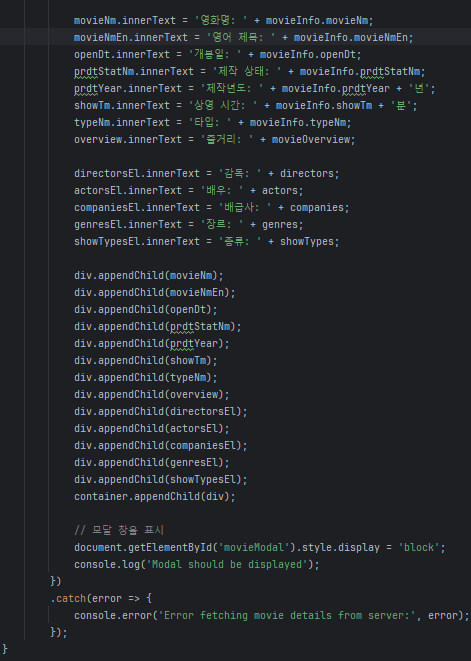 movieNm.innerText = '영화명: ' + movieInfo.movieNm;
movieNmEn.innerText = '영어 제목: ' + movieInfo.movieNmEn;
openDt.innerText = '개봉일: ' + movieInfo.openDt;
prdtStatNm.innerText = '제작 상태: ' + movieInfo.prdtStatNm;
prdtYear.innerText = '제작년도: ' + movieInfo.prdtYear + '년';
showTm.innerText = '상영 시간: ' + movieInfo.showTm + '분';
typeNm.innerText = '타입: ' + movieInfo.typeNm;
overview.innerText = '줄거리: ' + movieOverview;
directorsEl.innerText = '감독: ' + directors;
actorsEl.innerText = '배우: ' + actors;
companiesEl.innerText = '배급사: ' + companies;
genresEl.innerText = '장르: ' + genres;
showTypesEl.innerText = '종류: ' + showTypes;
div.appendChild(movieNm);
div.appendChild(movieNmEn);
div.appendChild(openDt);
div.appendChild(prdtStatNm);
div.appendChild(prdtYear);
div.appendChild(showTm);
div.appendChild(typeNm);
div.appendChild(overview);
div.appendChild(directorsEl);
div.appendChild(actorsEl);
div.appendChild(companiesEl);
div.appendChild(genresEl);
div.appendChild(showTypesEl);
container.appendChild(div);
// 모달 창을 표시
document.getElementById('movieModal').style.display = 'block';
console.log('Modal should be displayed');
})
.catch(error => {
console.error('Error fetching movie details from server:', error);
});
}